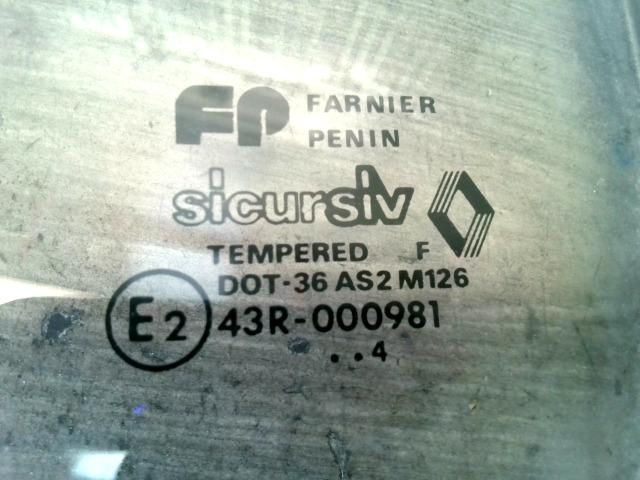 FP FARNIER
PENIN
sicursiv
TEMPERED F
DOT-36 AS2 M126
E2 43R-000981
..4